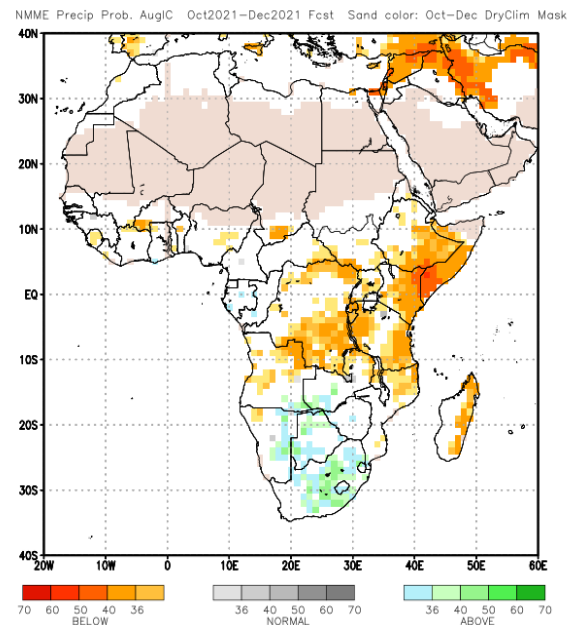 NMME Precip Prob. AugIC Oct2021-Dec2021 Fcst Sand color: Oct-Dec DryClim Mask
40N
30N
20N
10N
EQ
10S
20S
30S
40S
20W 10W 0 10E 20E 30E 40E 50E 60E
70 60 50 40 36 36 40 50 60 70 36 40 50 60 70
BELOW NORMAL ABOVE